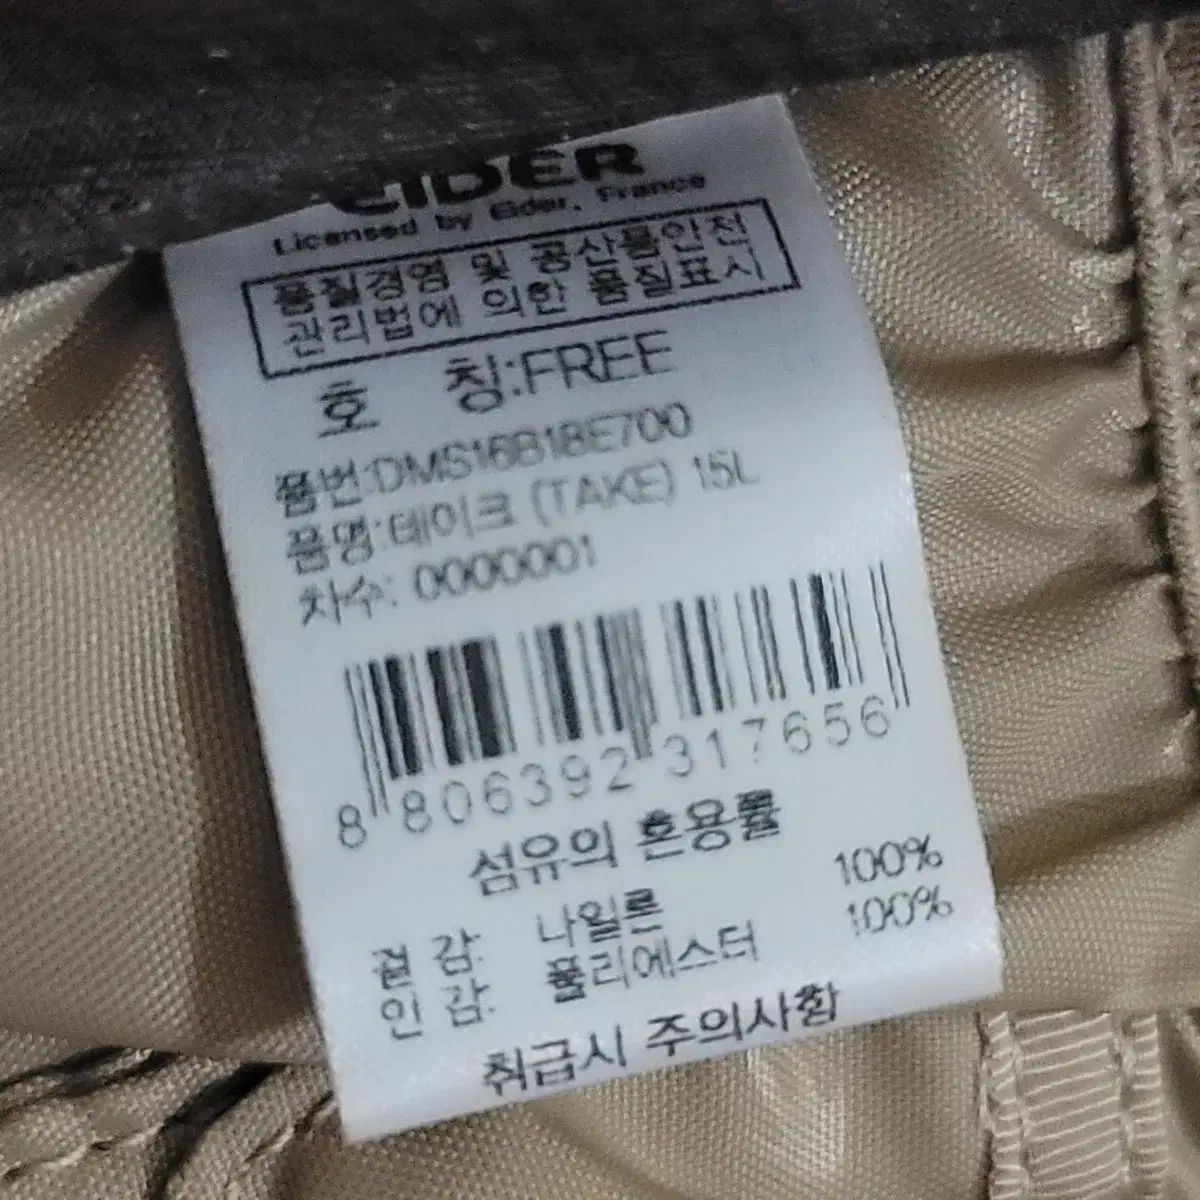 EIDER
Licensed by Eider, France
품질경영 및 공산품안전
관리법에 의한 품질표시
호 칭:FREE
품번:DMS16B18E700
품명:테이크 (TAKE) 15L
차수: 0000001
8 806392 317656
섬유의 혼용률
겉 감: 나일론 100%
안 감: 폴리에스터 100%
취급시 주의사항